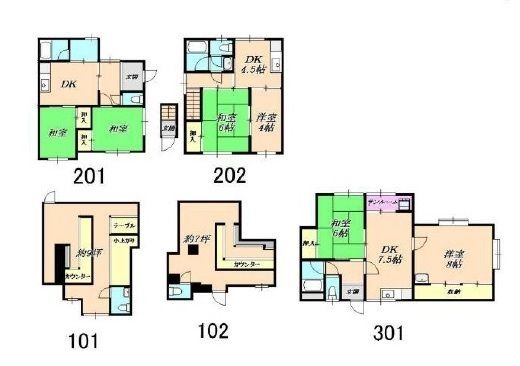 DK
玄関
押入
和室
押入
和室
201
DK
4.5帖
和室
6帖
洋室
4帖
押入
玄関
202
テーブル
小上がり
約9坪
カウンター
101
約7坪
カウンター
102
サンルーム
和室
6帖
押入
DK
7.5帖
洋室
8帖
玄関
収納
301